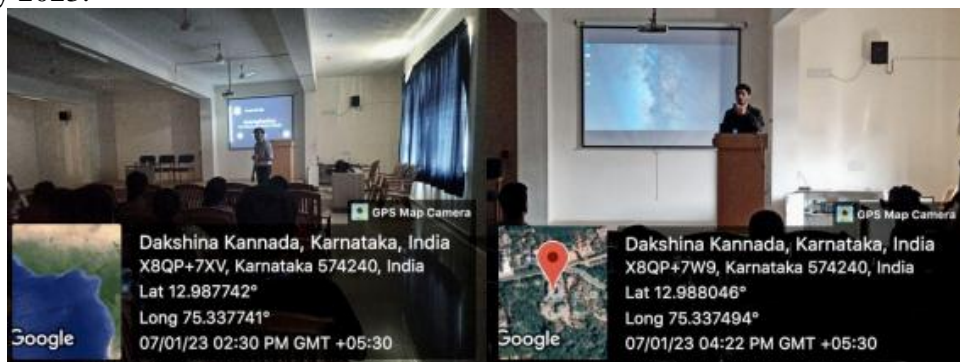 GPS Map Camera
Dakshina Kannada, Karnataka, India
X8QP+7XV, Karnataka 574240, India
Lat 12.987742°
Long 75.337741°
07/01/23 02:30 PM GMT +05:30
Google
GPS Map Camera
Dakshina Kannada, Karnataka, India
X8QP+7W9, Karnataka 574240, India
Lat 12.988046°
Long 75.337494°
07/01/23 04:22 PM GMT +05:30
Google